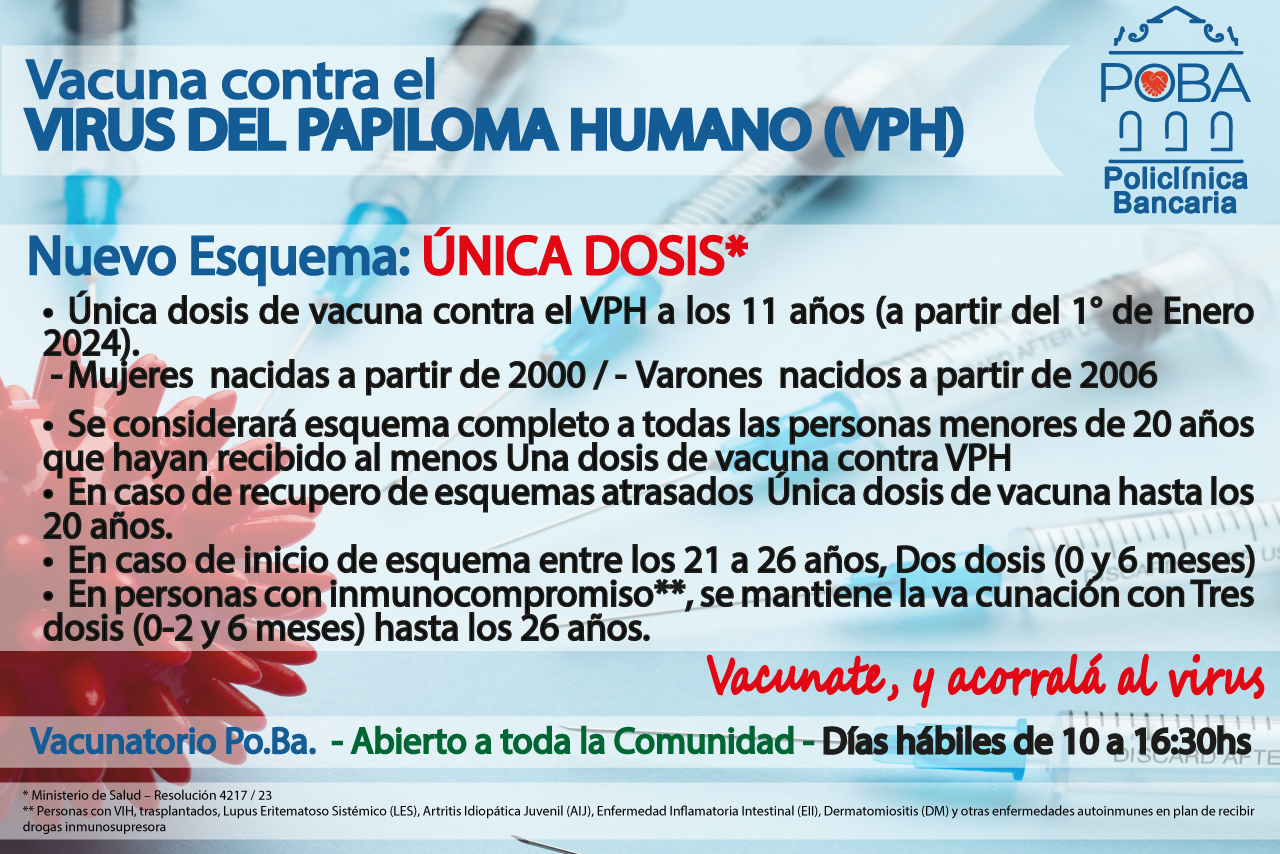 Vacuna contra el
VIRUS DEL PAPILOMA HUMANO (VPH)
POBA
Policlínica
Bancaria
Nuevo Esquema: ÚNICA DOSIS*
• Única dosis de vacuna contra el VPH a los 11 años (a partir del 1° de Enero
2024).
- Mujeres nacidas a partir de 2000 / - Varones nacidos a partir de 2006
• Se considerará esquema completo a todas las personas menores de 20 años
que hayan recibido al menos Una dosis de vacuna contra VPH
• En caso de recupero de esquemas atrasados Única dosis de vacuna hasta los
20 años.
• En caso de inicio de esquema entre los 21 a 26 años, Dos dosis (0 y 6 meses)
• En personas con inmunocompromiso**, se mantiene la va cunación con Tres
dosis (0-2 y 6 meses) hasta los 26 años.
Vacunate, y acorralá al virus
Vacunatorio Po.Ba. - Abierto a toda la Comunidad - Días hábiles de 10 a 16:30hs
DISCARD AFTE
* Ministerio de Salud – Resolución 4217 / 23
** Personas con VIH, trasplantados, Lupus Eritematoso Sistémico (LES), Artritis Idiopática Juvenil (AIJ), Enfermedad Inflamatoria Intestinal (EII), Dermatomiositis (DM) y otras enfermedades autoinmunes en plan de recibir
drogas inmunosupresora